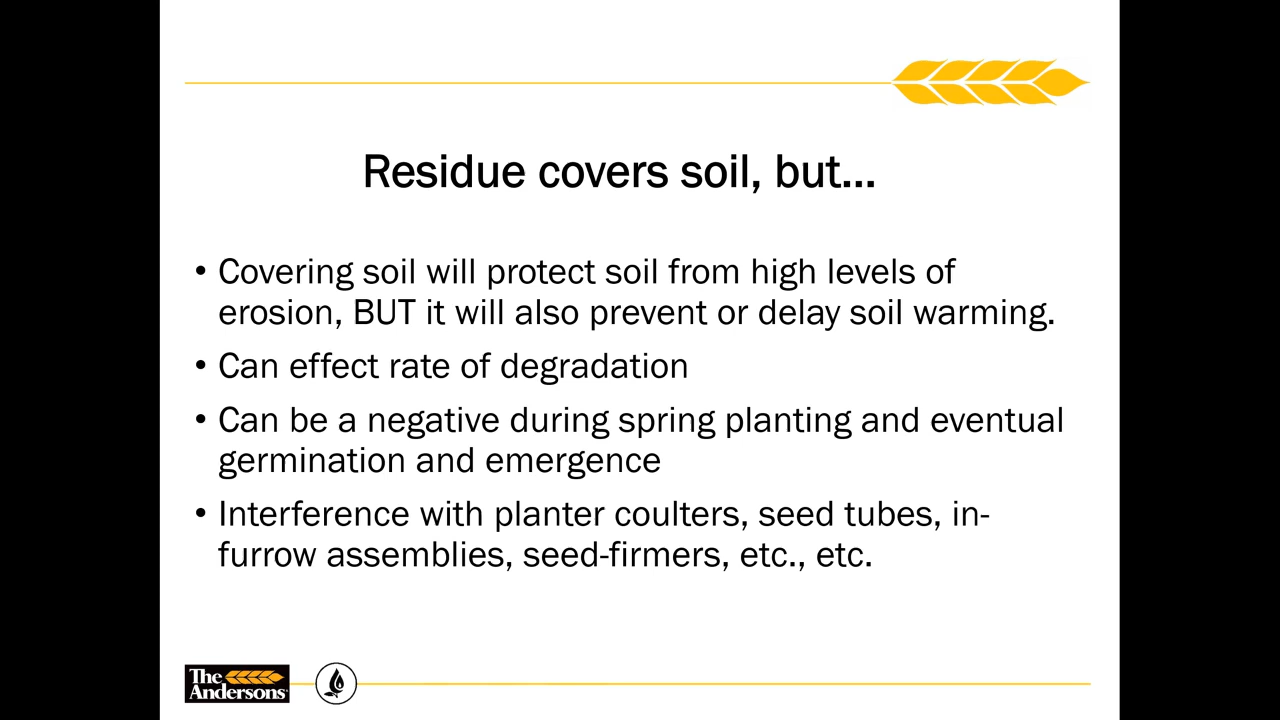 Residue covers soil, but...
• Covering soil will protect soil from high levels of
erosion, BUT it will also prevent or delay soil warming.
• Can effect rate of degradation
• Can be a negative during spring planting and eventual
germination and emergence
• Interference with planter coulters, seed tubes, in-
furrow assemblies, seed-firmers, etc., etc.
The
Andersons